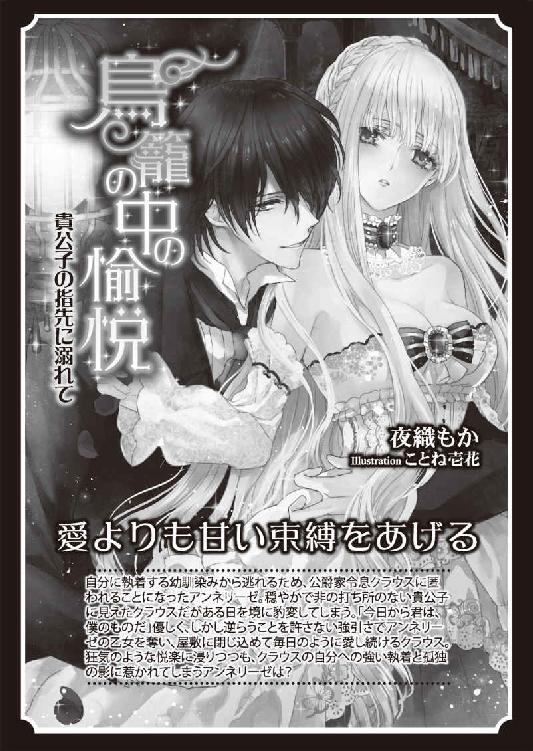 鳥籠の中の愉悦
貴公子の指先に溺れて
夜織もか
Illustration ことね壱花
愛よりも甘い束縛をあげる
自分に執着する幼馴染みから逃れるため、公爵家令息クラウスに匿
われることになったアンネリーゼ。穏やかで非の打ち所のない貴公子
に見えたクラウスだがある日を境に豹変してしまう。「今日から君は、
僕のものだ」優しく、しかし逆らうことを許さない強引さでアンネリー
ゼの乙女を奪い、屋敷に閉じ込めて毎日のように愛し続けるクラウス。
狂気のような悦楽に浸りつつも、クラウスの自分への強い執着と孤独
の影に惹かれてしまうアンネリーゼは?